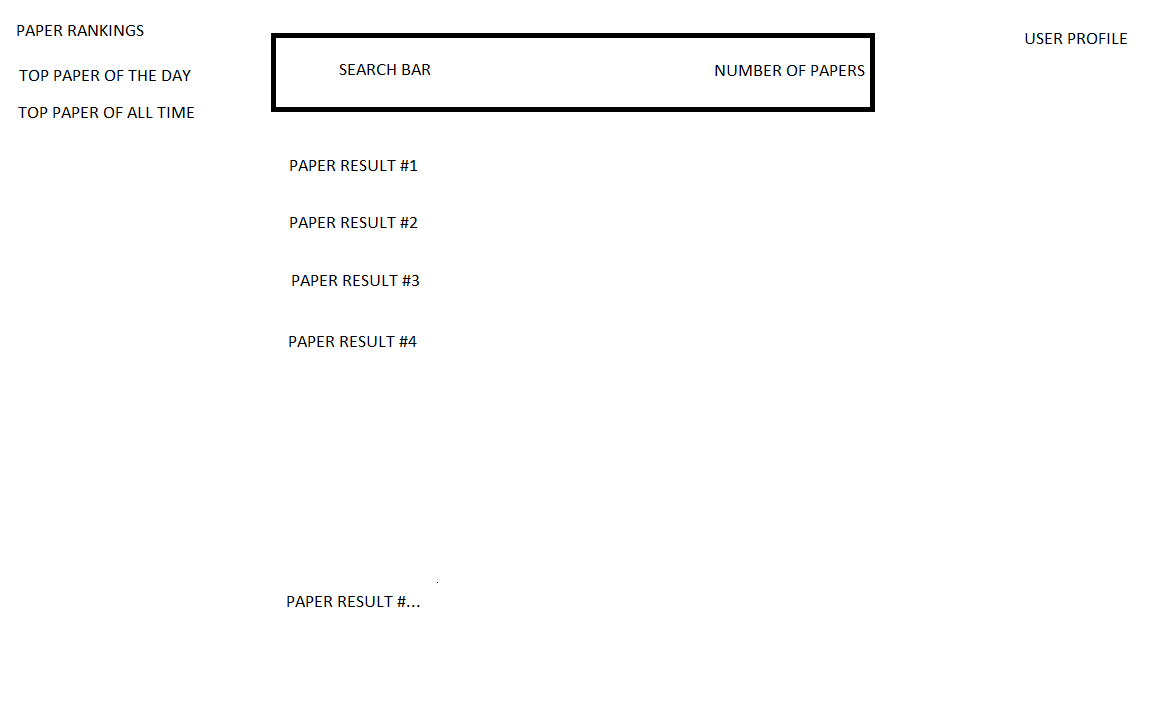 PAPER RANKINGS
TOP PAPER OF THE DAY
TOP PAPER OF ALL TIME
SEARCH BAR
NUMBER OF PAPERS
USER PROFILE
PAPER RESULT #1
PAPER RESULT #2
PAPER RESULT #3
PAPER RESULT #4
PAPER RESULT #...